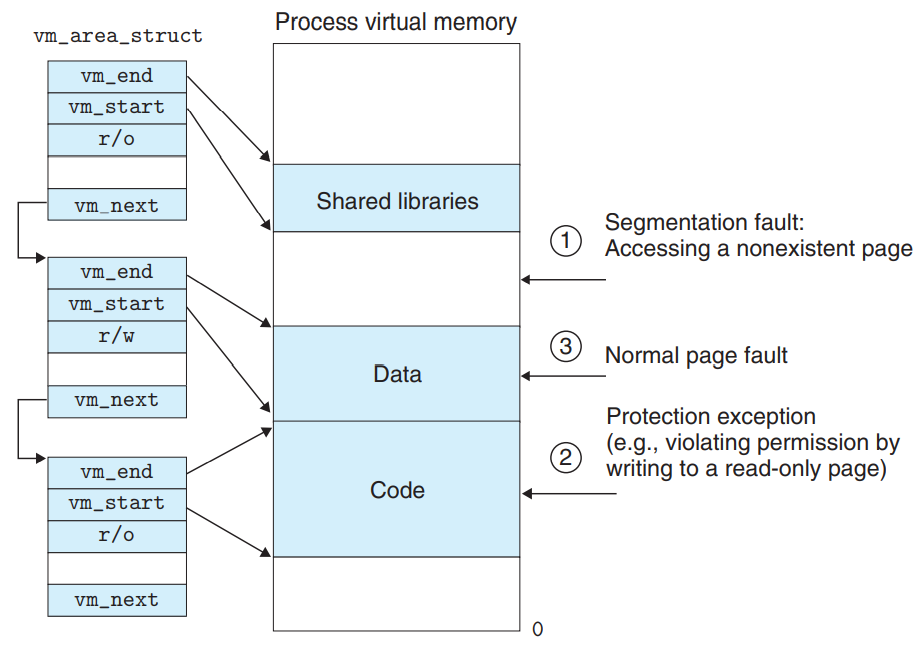 Process virtual memory
vm_area_struct
vm_end
vm_start
r/o
vm_next
vm_end
vm_start
r/w
vm_next
vm_end
vm_start
r/o
vm_next
Shared libraries
Data
Code
0
1
Segmentation fault:
Accessing a nonexistent page
3
Normal page fault
2
Protection exception
(e.g., violating permission by
writing to a read-only page)